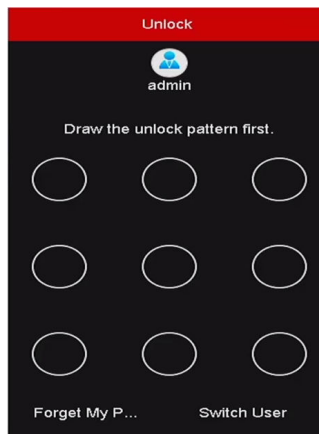 Unlock
admin
Draw the unlock pattern first.
Forget My P...
Switch User